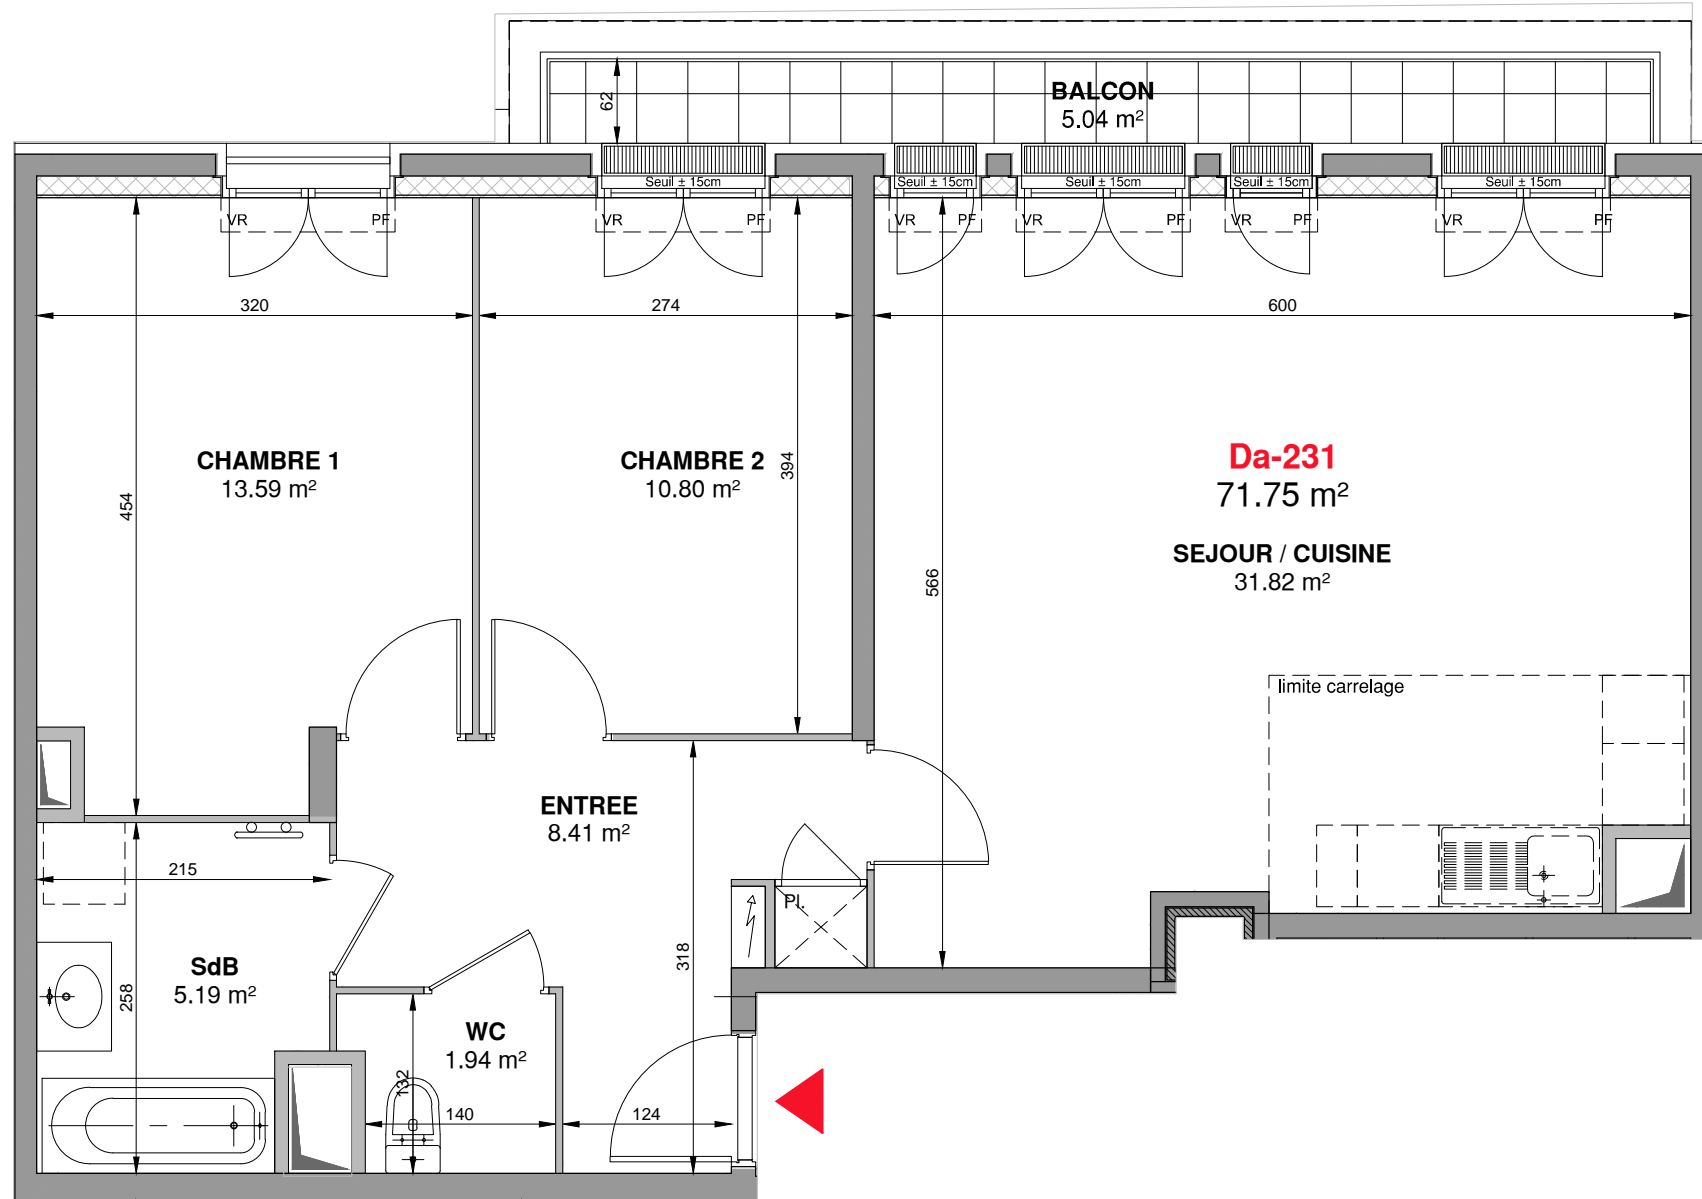 62
BALCON
5.04 m²
Seuil ± 15cm
Seuil ± 15cm
Seuil ± 15cm
Seuil ± 15cm
Seuil ± 15cm
VR PF
VR PF
VR PF
VR PF
VR PF
VR PF
320
274
600
CHAMBRE 1
13.59 m²
454
CHAMBRE 2
10.80 m²
394
Da-231
71.75 m²
SEJOUR / CUISINE
31.82 m²
566
limite carrelage
ENTREE
8.41 m²
215
Pl.
318
SdB
5.19 m²
258
WC
1.94 m²
132
140
124